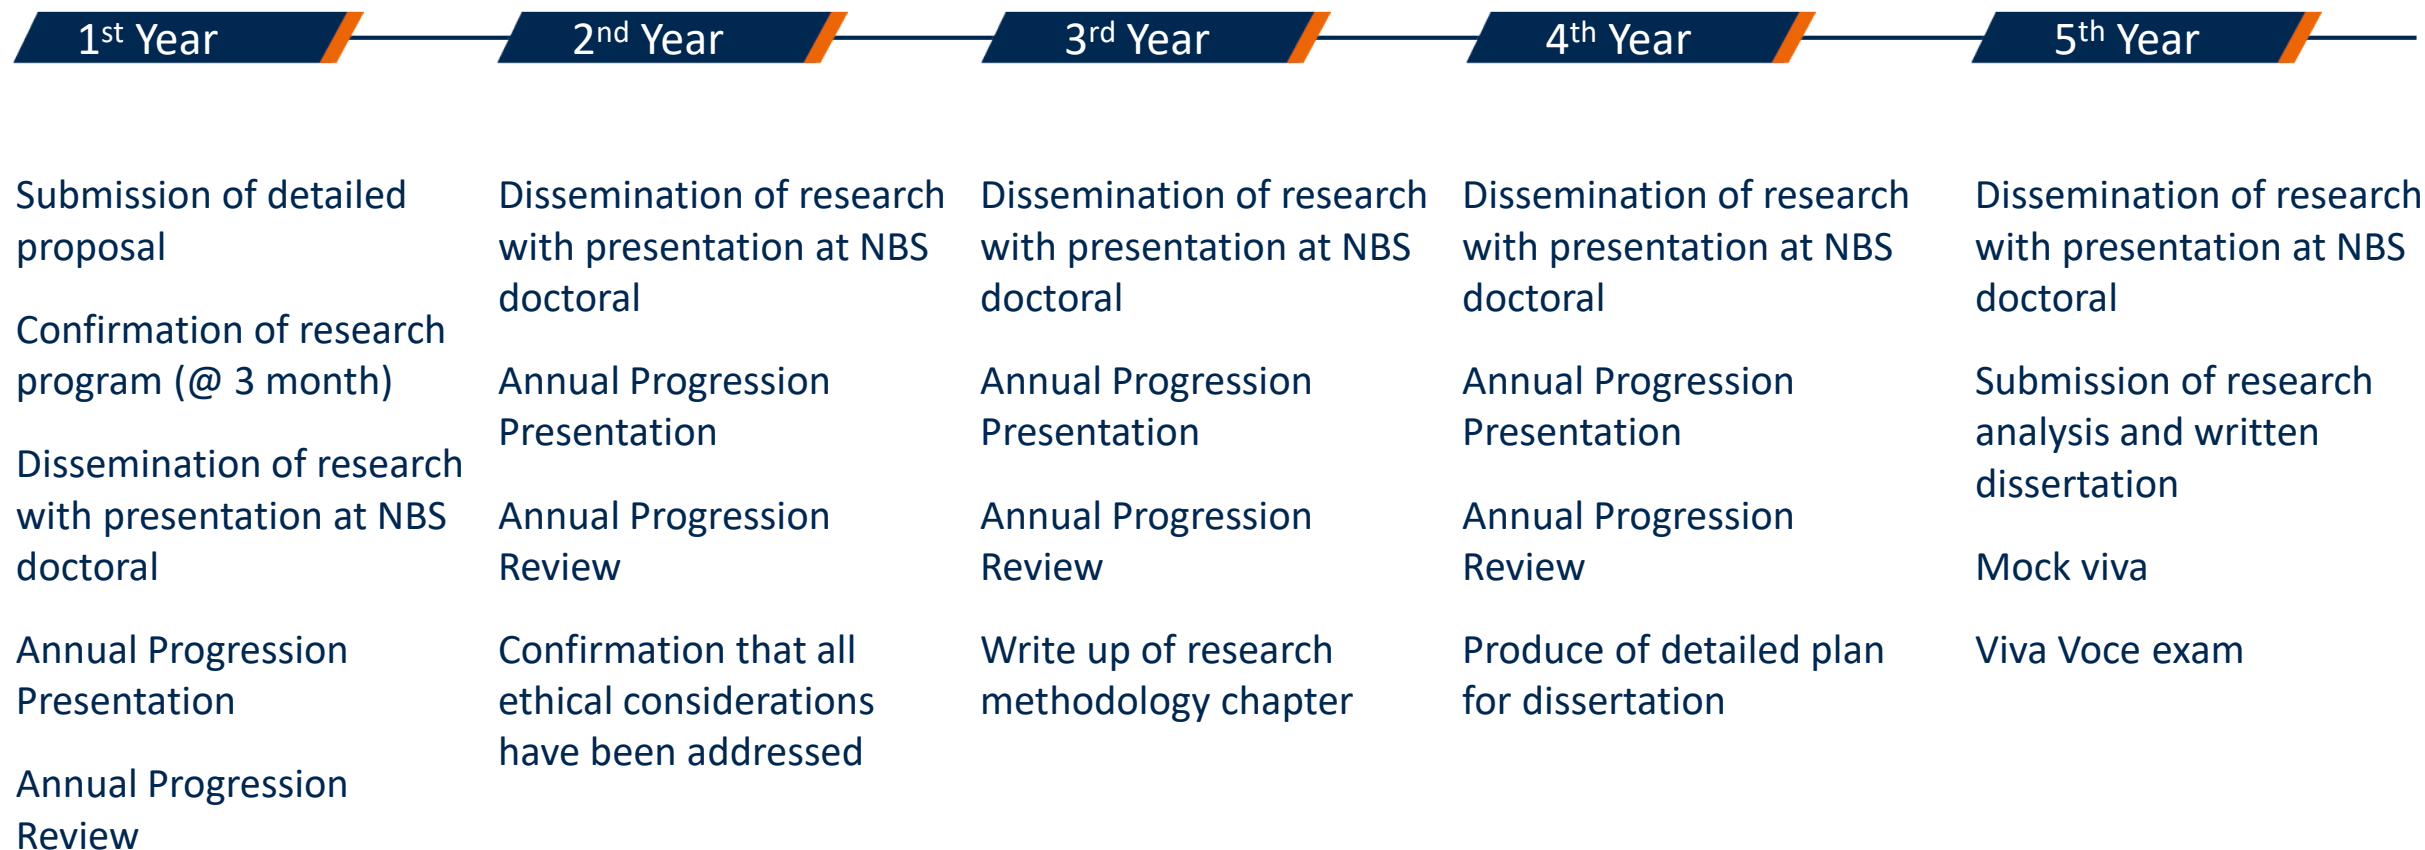 1st Year
Submission of detailed
proposal
Confirmation of research
program (@ 3 month)
Dissemination of research
with presentation at NBS
doctoral
Annual Progression
Presentation
Annual Progression
Review
2nd Year
Dissemination of research
with presentation at NBS
doctoral
Annual Progression
Presentation
Annual Progression
Review
Confirmation that all
ethical considerations
have been addressed
3rd Year
Dissemination of research
with presentation at NBS
doctoral
Annual Progression
Presentation
Annual Progression
Review
Write up of research
methodology chapter
4th Year
Dissemination of research
with presentation at NBS
doctoral
Annual Progression
Presentation
Annual Progression
Review
Produce of detailed plan
for dissertation
5th Year
Dissemination of research
with presentation at NBS
doctoral
Submission of research
analysis and written
dissertation
Mock viva
Viva Voce exam